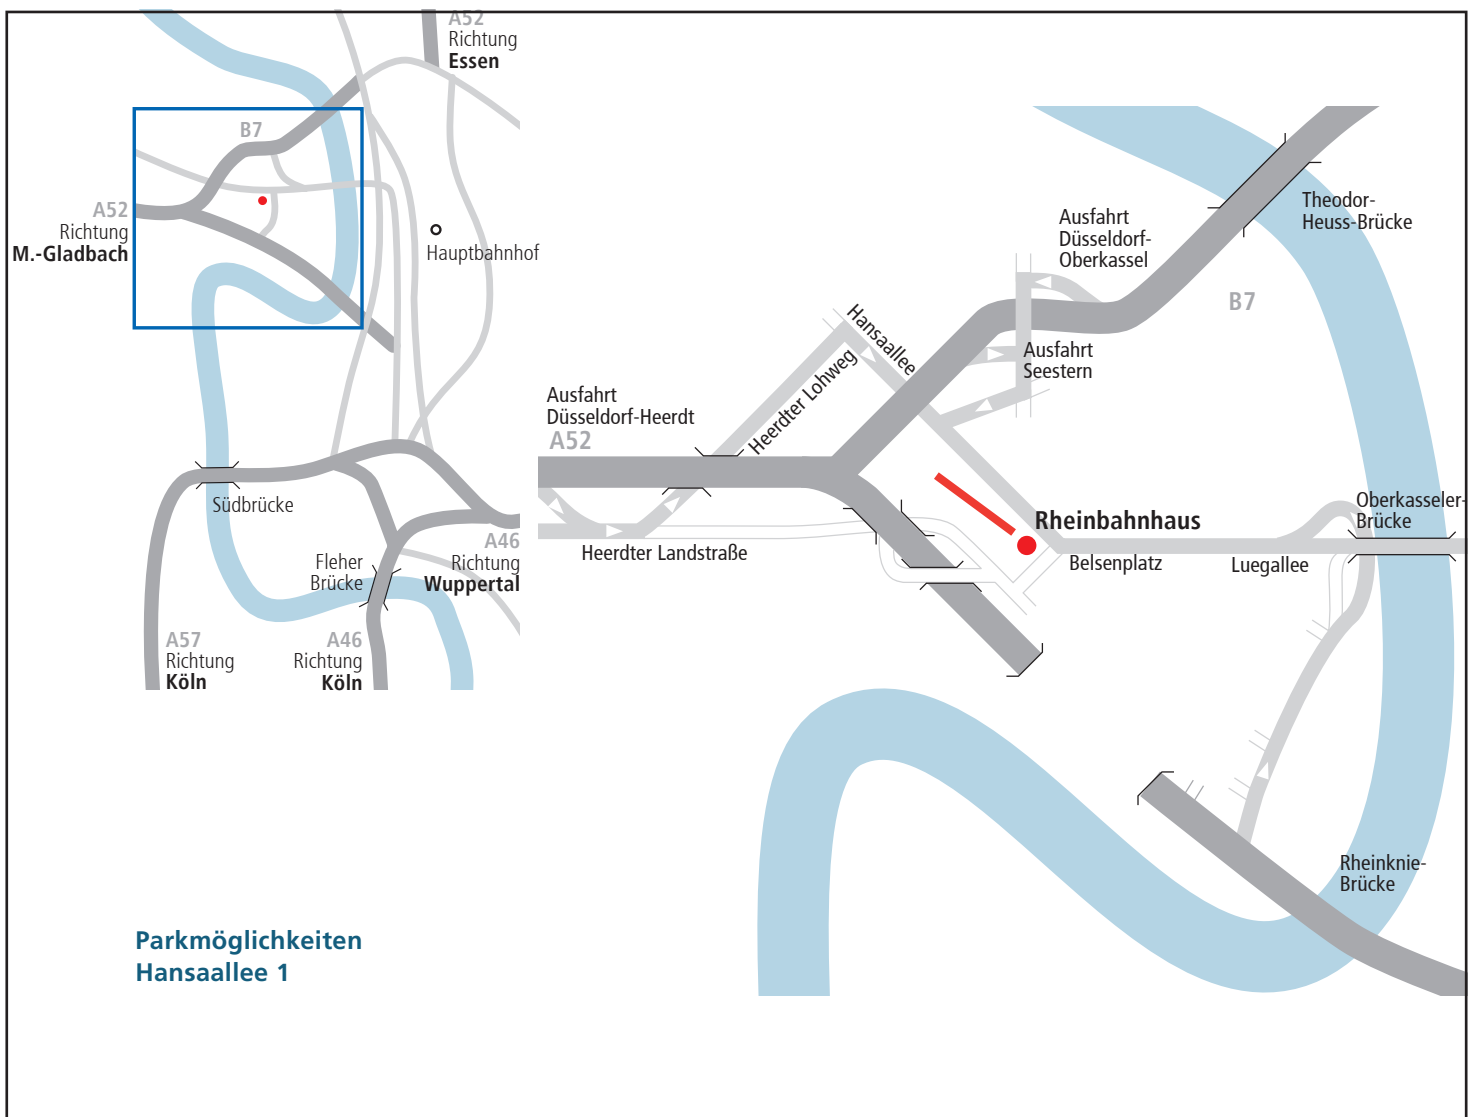 A52
Richtung
Essen
B7
A52
Richtung
M.-Gladbach
Hauptbahnhof
Südbrücke
Fleher
Brücke
A46
Richtung
Wuppertal
A57
Richtung
Köln
A46
Richtung
Köln
Theodor-
Heuss-Brücke
Ausfahrt
Düsseldorf-
Oberkassel
B7
Hansaallee
Heerdter Lohweg
Ausfahrt
Seestern
Ausfahrt
Düsseldorf-Heerdt
A52
Heerdter Landstraße
Rheinbahnhaus
Belsenplatz
Luegallee
Oberkasseler-
Brücke
Rheinknie-
Brücke
Parkmöglichkeiten
Hansaallee 1